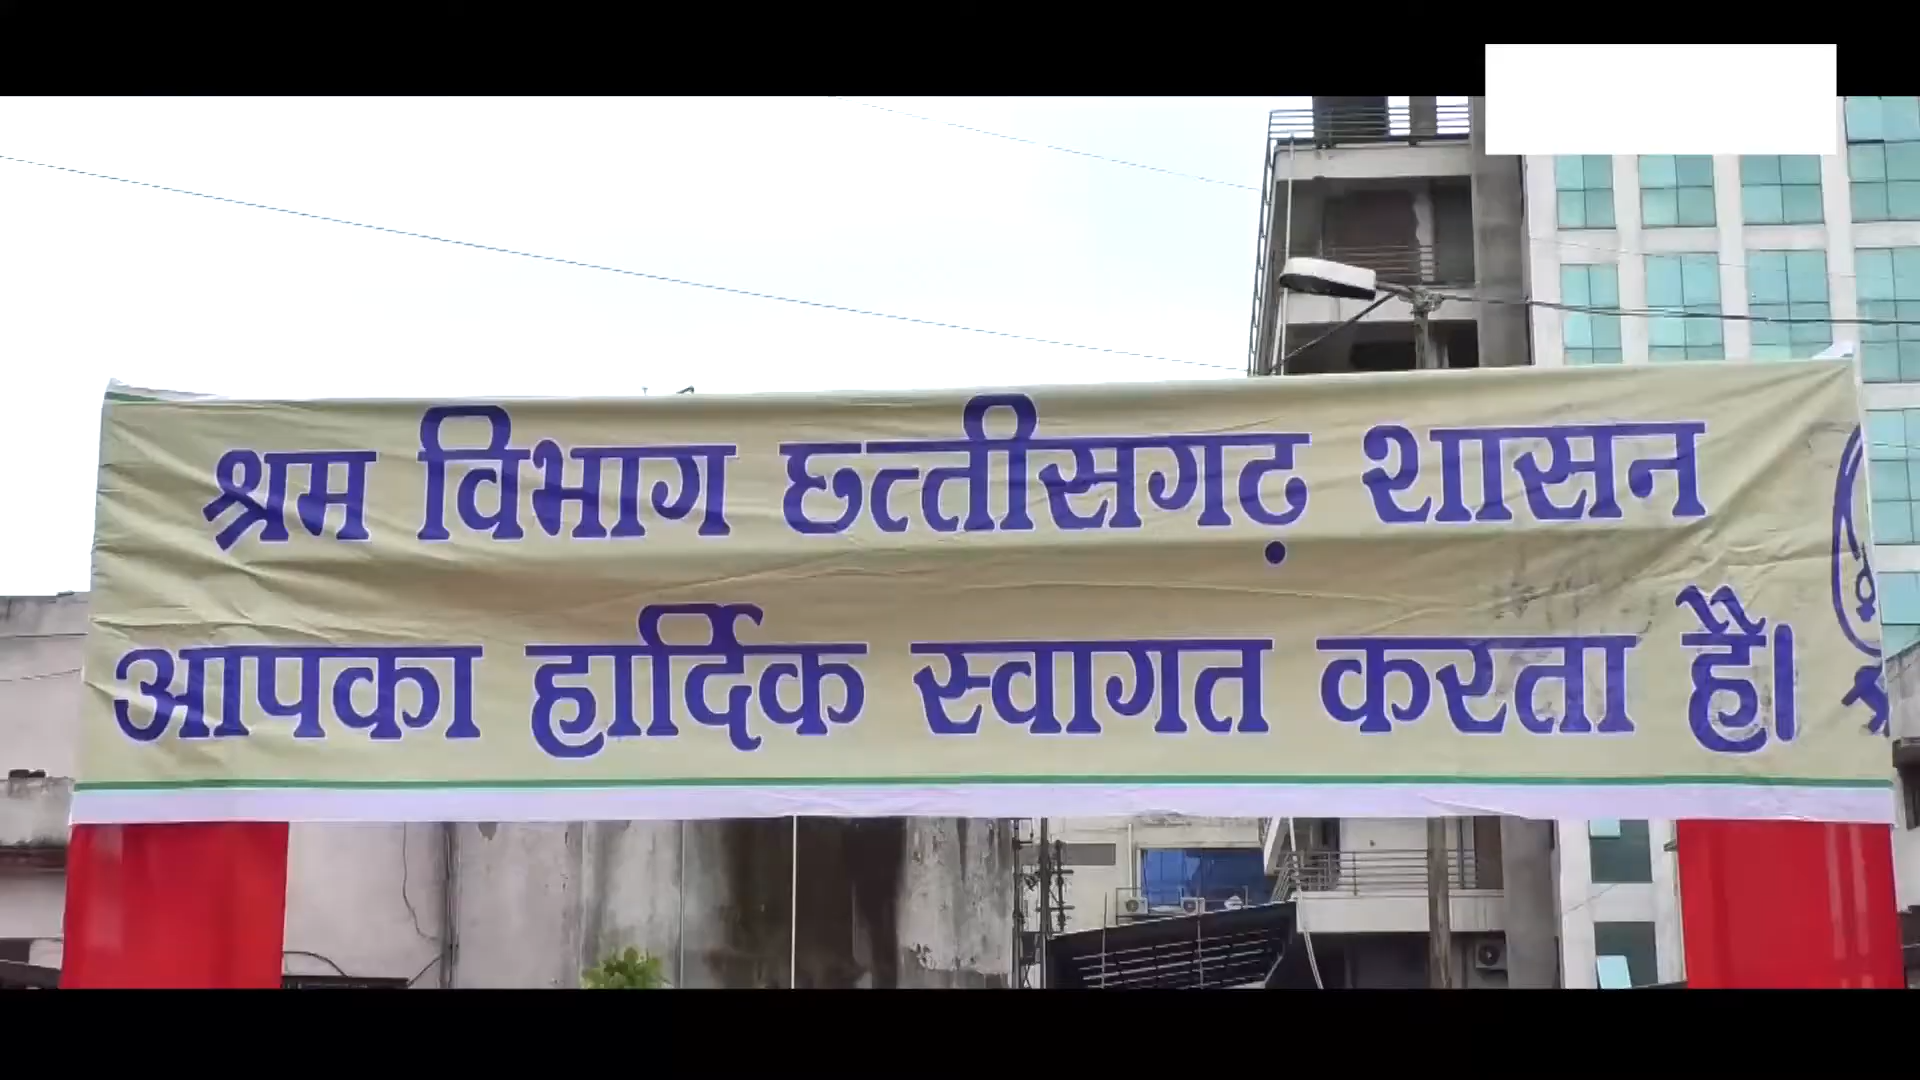 श्रम विभाग छत्तीसगढ़ शासन
आपका हार्दिक स्वागत करता है।